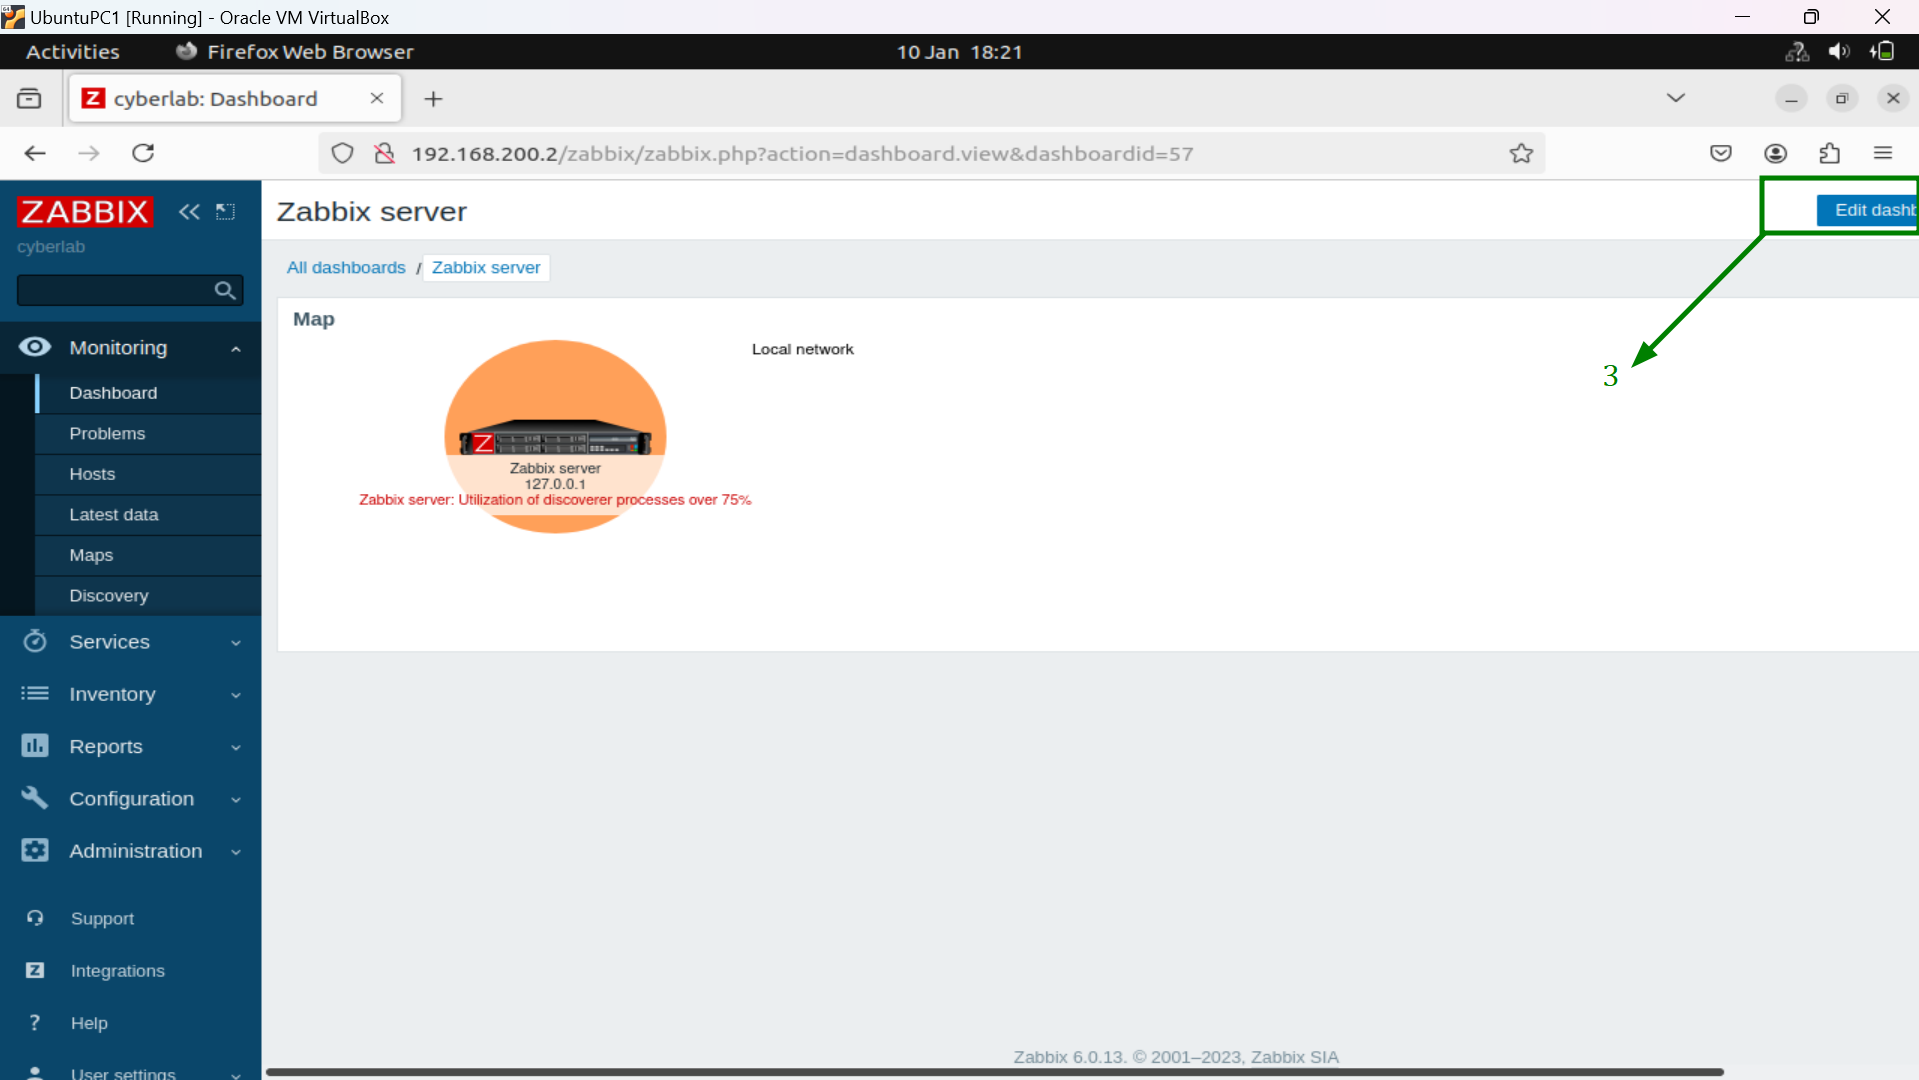 UbuntuPC1 [Running] - Oracle VM VirtualBox
Activities Firefox Web Browser 10 Jan 18:21
Z cyberlab: Dashboard
192.168.200.2/zabbix/zabbix.php?action=dashboard.view&dashboardid=57
ZABBIX
cyberlab
Zabbix server
Edit dashb
All dashboards / Zabbix server
Monitoring
Dashboard
Problems
Hosts
Latest data
Maps
Discovery
Services
Inventory
Reports
Configuration
Administration
Support
Z Integrations
? Help
User settings
Map
Local network
Z
Zabbix server
127.0.0.1
Zabbix server: Utilization of discoverer processes over 75%
3
Zabbix 6.0.13. © 2001–2023, Zabbix SIA